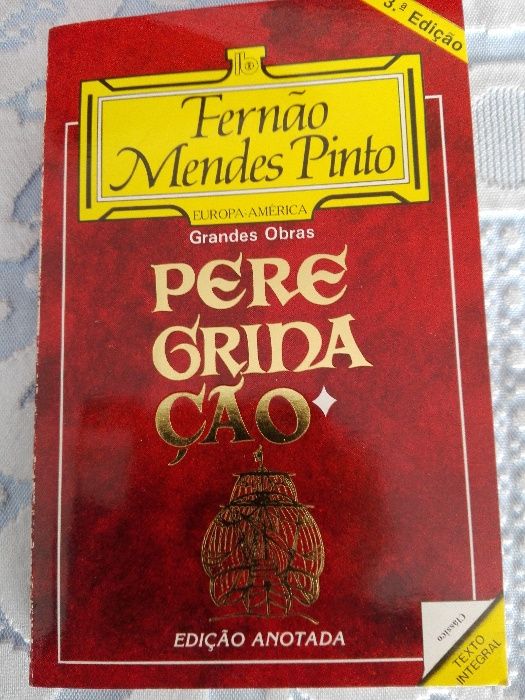 3.ª Edição
Fernão
Mendes Pinto
EUROPA-AMÉRICA
Grandes Obras
PERE
GRINA
ÇÃO
EDIÇÃO ANOTADA
Clássico
TEXTO
INTEGRAL